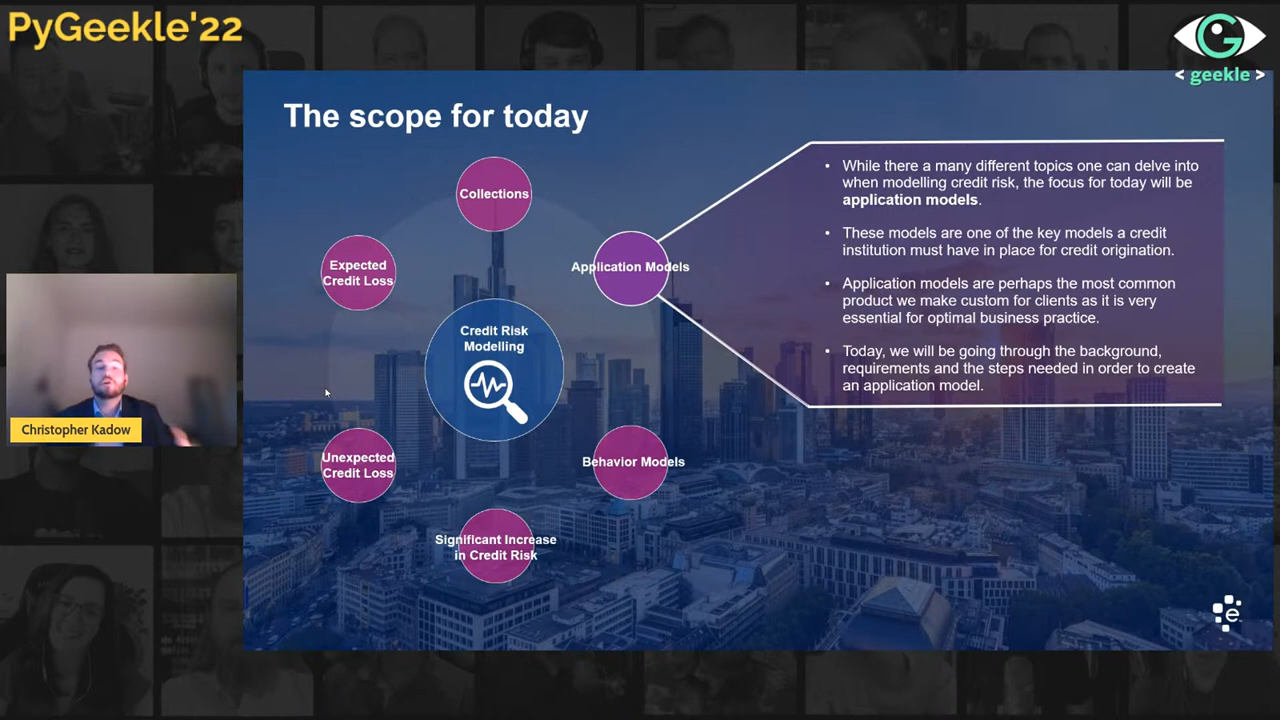 PyGeekle'22
< geekle >
The scope for today
Collections
Expected
Credit Loss
Application Models
Credit Risk
Modelling
Unexpected
Credit Loss
Behavior Models
Significant Increase
in Credit Risk
• While there a many different topics one can delve into
when modelling credit risk, the focus for today will be
application models.
• These models are one of the key models a credit
institution must have in place for credit origination.
• Application models are perhaps the most common
product we make custom for clients as it is very
essential for optimal business practice.
• Today, we will be going through the background,
requirements and the steps needed in order to create
an application model.
Christopher Kadow
e